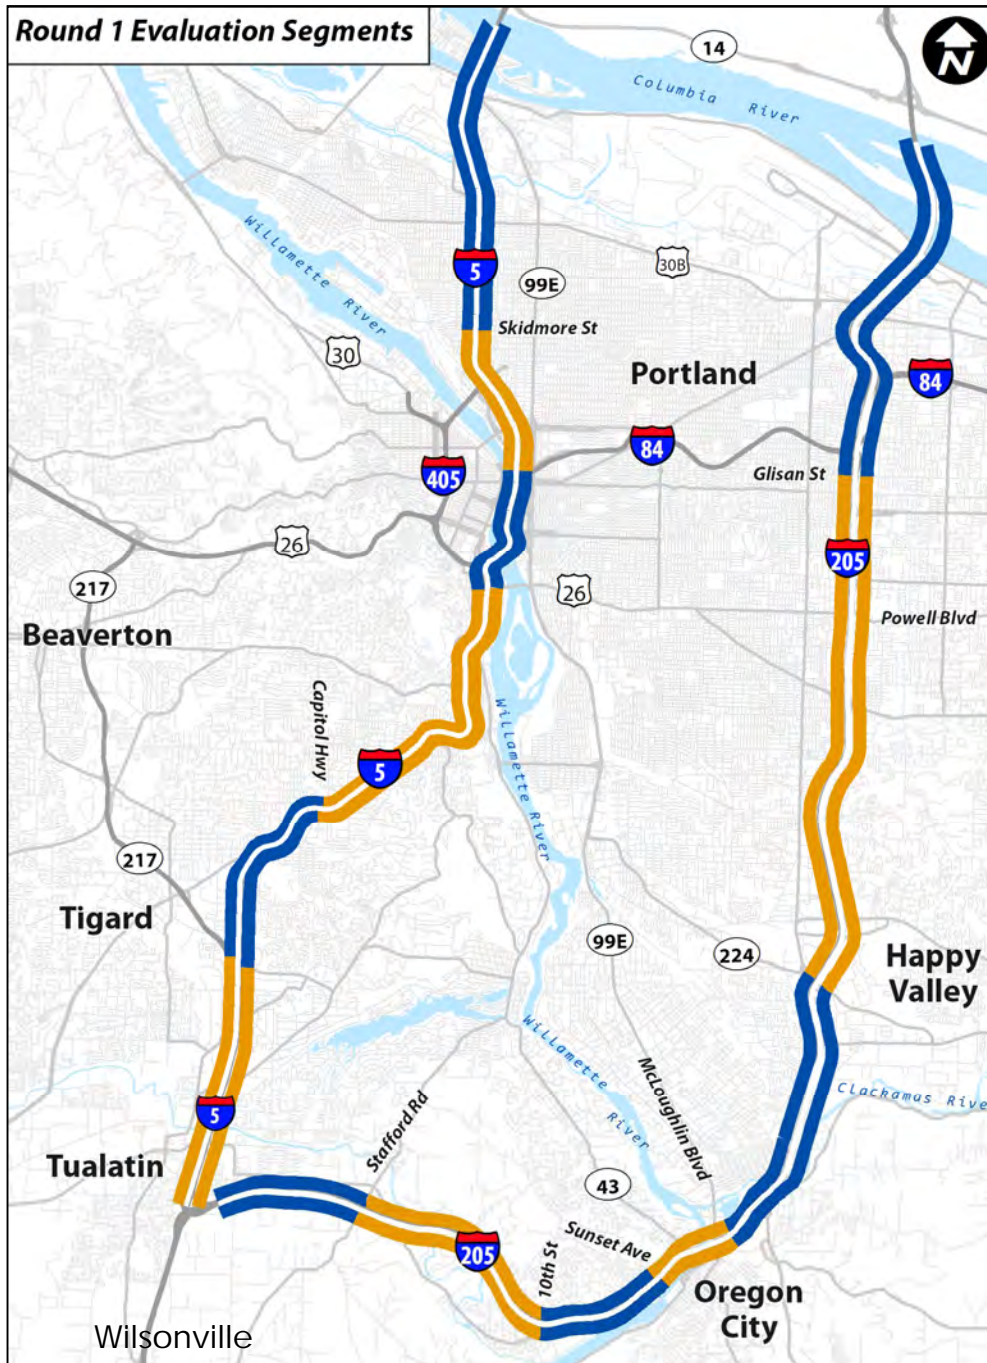 Round 1 Evaluation Segments
N
14
Columbia River
Willamette River
5
30B
99E
Skidmore St
30
Portland
84
84
405
Glisan St
26
205
217
26
Beaverton
Powell Blvd
Capitol Hwy
Willamette River
5
217
Tigard
99E
224
Happy
Valley
Willamette River
McLoughlin Blvd
Clackamas River
5
Stafford Rd
Tualatin
43
Sunset Ave
205
10th St
Oregon
City
Wilsonville